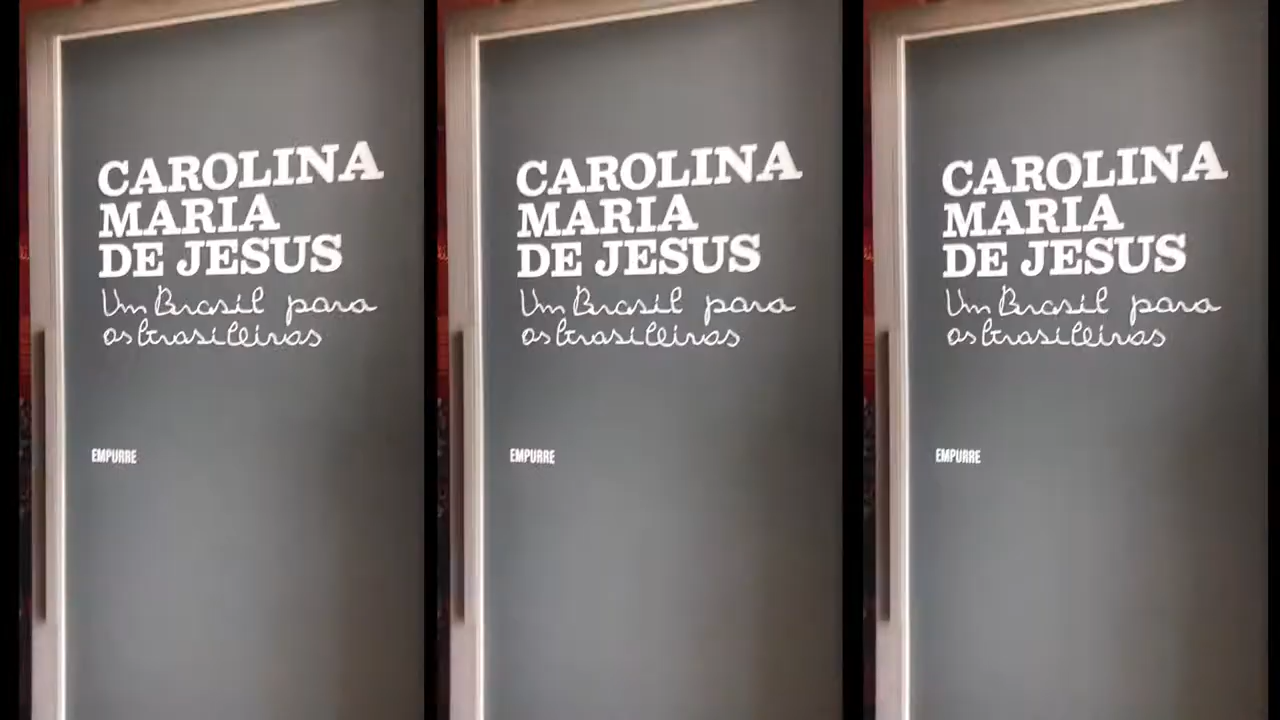 CAROLINA
MARIA
DE JESUS
Um Brasil para
os brasileiros
EMPURRE
CAROLINA
MARIA
DE JESUS
Um Brasil para
os brasileiros
EMPURRE
CAROLINA
MARIA
DE JESUS
Um Brasil para
os brasileiros
EMPURRE